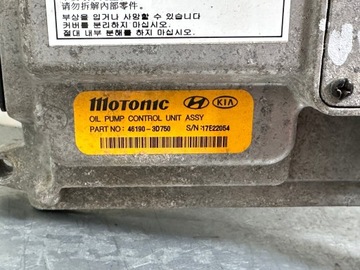 请勿拆解内部零件.
부상을 입거나 사망할 수 있습니다.
커버를 분리하지 마십시오.
절대 내부 분해를 하지 마십시오.
MOTONIC HYUNDAI KIA
OIL PUMP CONTROL UNIT ASSY
PART NO : 46190-3D750 S/N :17E22054